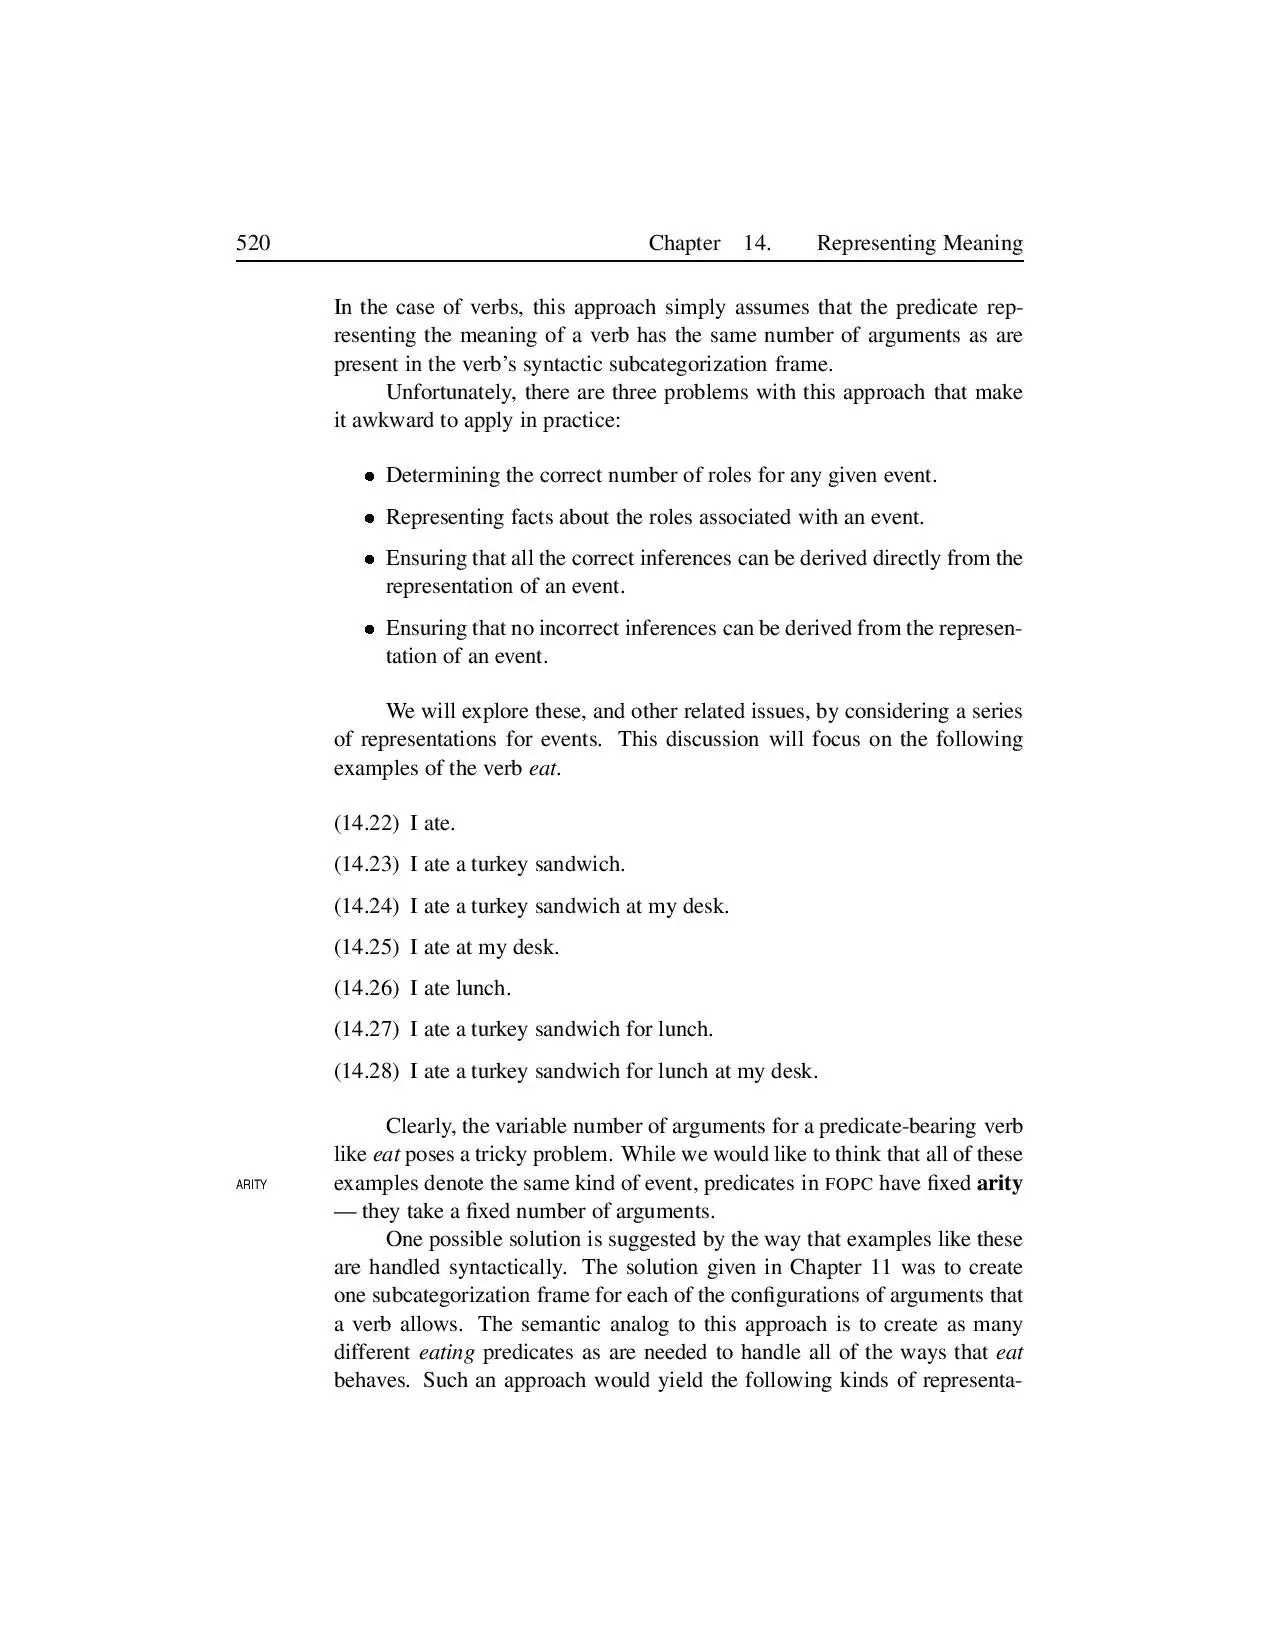 520 Chapter 14. Representing Meaning
In the case of verbs, this approach simply assumes that the predicate rep-
resenting the meaning of a verb has the same number of arguments as are
present in the verb's syntactic subcategorization frame.
Unfortunately, there are three problems with this approach that make
it awkward to apply in practice:
● Determining the correct number of roles for any given event.
● Representing facts about the roles associated with an event.
● Ensuring that all the correct inferences can be derived directly from the
representation of an event.
● Ensuring that no incorrect inferences can be derived from the represen-
tation of an event.
We will explore these, and other related issues, by considering a series
of representations for events. This discussion will focus on the following
examples of the verb eat.
(14.22) I ate.
(14.23) I ate a turkey sandwich.
(14.24) I ate a turkey sandwich at my desk.
(14.25) I ate at my desk.
(14.26) I ate lunch.
(14.27) I ate a turkey sandwich for lunch.
(14.28) I ate a turkey sandwich for lunch at my desk.
Clearly, the variable number of arguments for a predicate-bearing verb
like eat poses a tricky problem. While we would like to think that all of these
ARITY examples denote the same kind of event, predicates in FOPC have fixed arity
— they take a fixed number of arguments.
One possible solution is suggested by the way that examples like these
are handled syntactically. The solution given in Chapter 11 was to create
one subcategorization frame for each of the configurations of arguments that
a verb allows. The semantic analog to this approach is to create as many
different eating predicates as are needed to handle all of the ways that eat
behaves. Such an approach would yield the following kinds of representa-